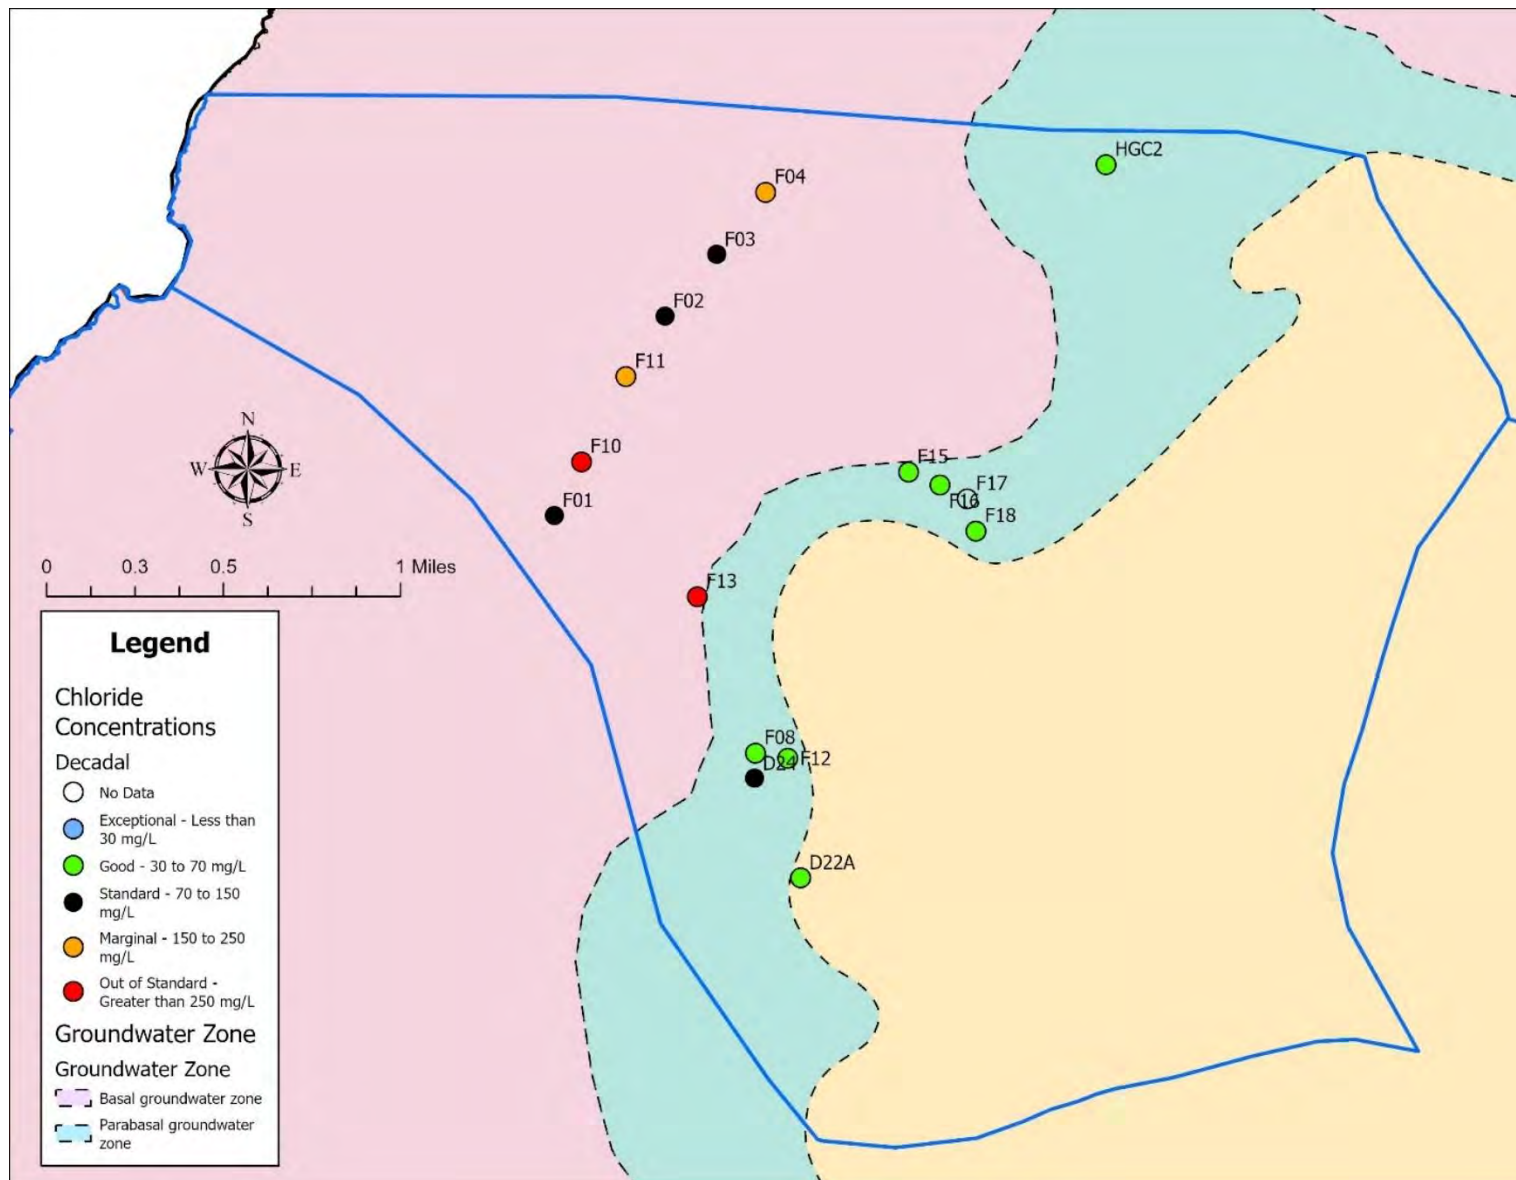 HGC2
F04
F03
F02
F11
F10
F01
F15
F17
F16
F18
F13
F08
F12
D24
D22A
N
W E
S
0 0.3 0.5 1 Miles
Legend
Chloride
Concentrations
Decadal
No Data
Exceptional - Less than
30 mg/L
Good - 30 to 70 mg/L
Standard - 70 to 150
mg/L
Marginal - 150 to 250
mg/L
Out of Standard -
Greater than 250 mg/L
Groundwater Zone
Groundwater Zone
Basal groundwater zone
Parabasal groundwater
zone